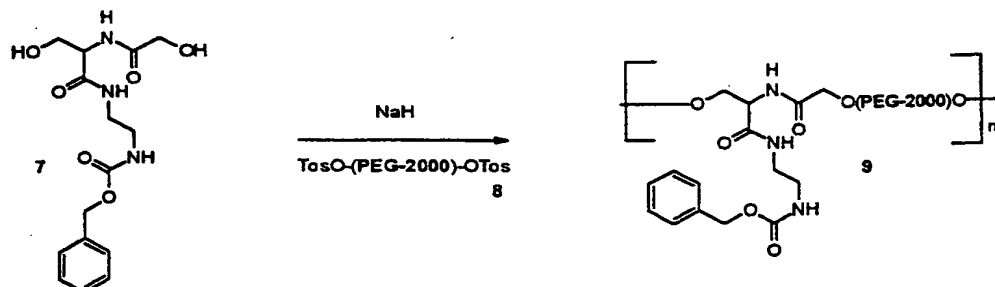 H
N
HO
OH
O
O
NH
7
NH
O
O
NaH
TosO-(PEG-2000)-OTos
8
H
N
O
O(PEG-2000)O
n
O
O
NH
9
O
NH
O